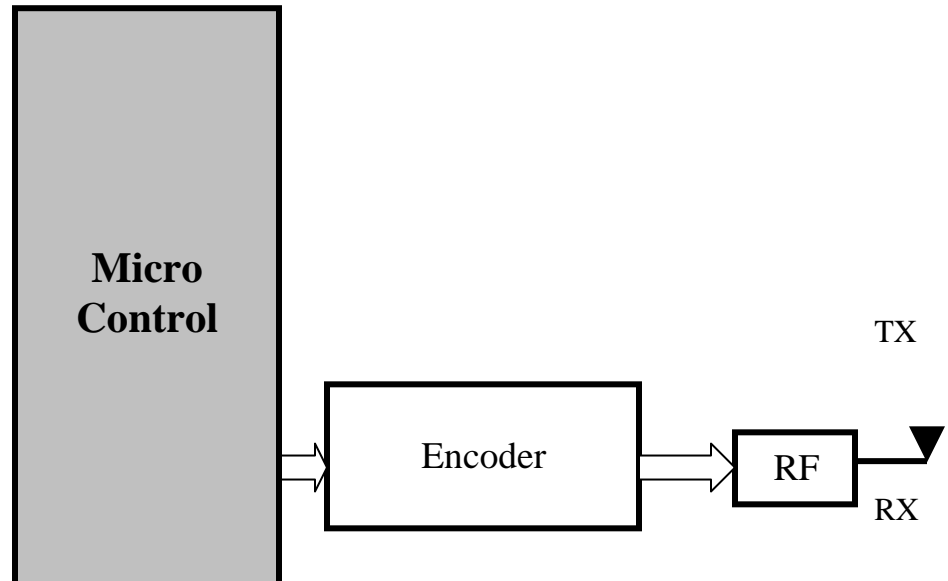 Micro
Control
TX
Encoder
RF
RX